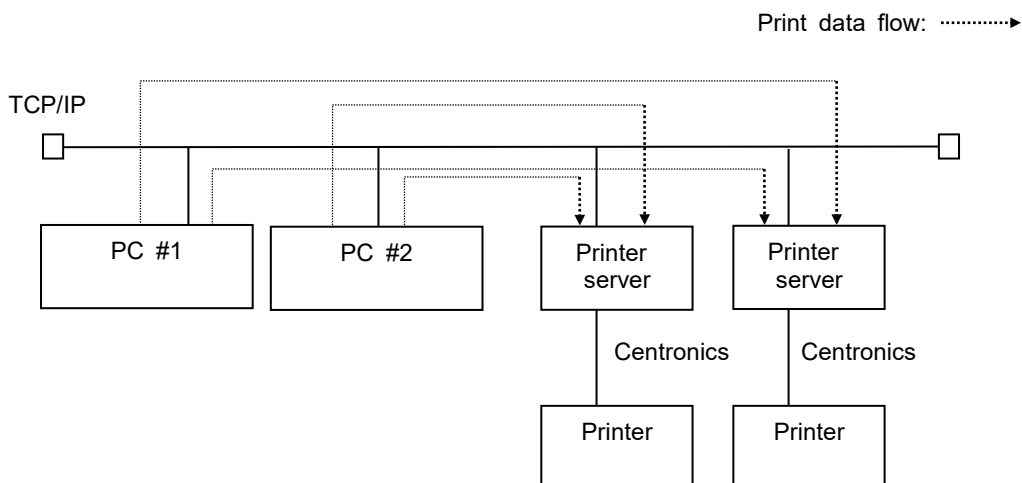 Print data flow:
TCP/IP
PC #1
PC #2
Printer
server
Printer
server
Centronics
Centronics
Printer
Printer